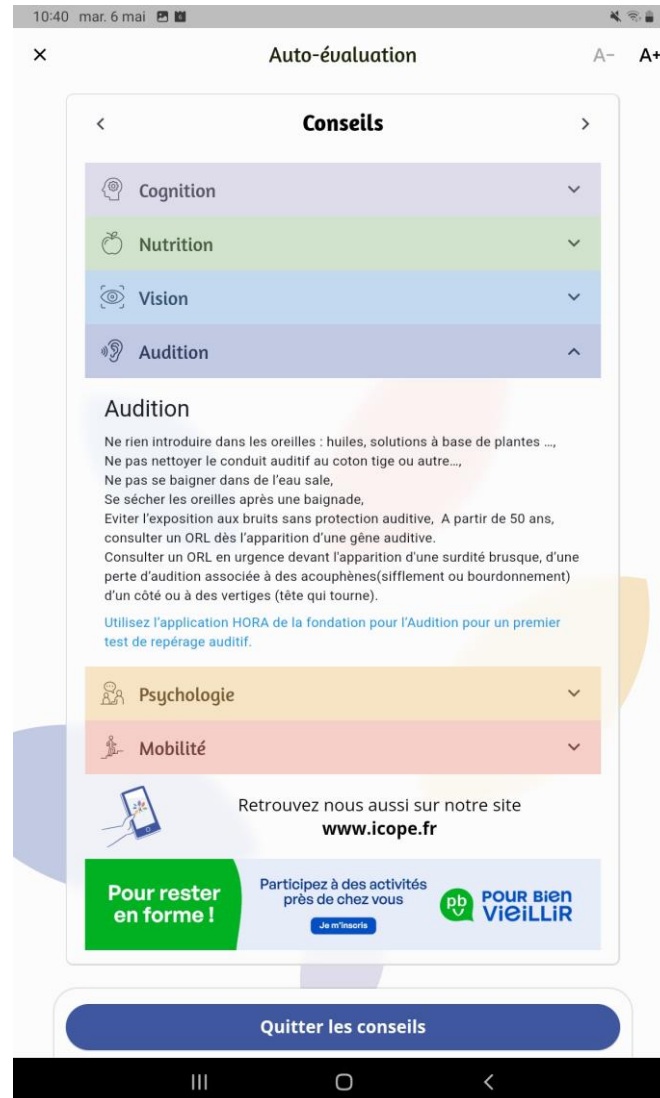 10:40 mar. 6 mai
Auto-évaluation
A- A+
Conseils
Cognition
Nutrition
Vision
Audition
Audition
Ne rien introduire dans les oreilles : huiles, solutions à base de plantes ...,
Ne pas nettoyer le conduit auditif au coton tige ou autre...,
Ne pas se baigner dans de l'eau sale,
Se sécher les oreilles après une baignade,
Eviter l'exposition aux bruits sans protection auditive, A partir de 50 ans,
consulter un ORL dès l'apparition d'une gêne auditive.
Consulter un ORL en urgence devant l'apparition d'une surdité brusque, d'une
perte d'audition associée à des acouphènes(sifflement ou bourdonnement)
d'un côté ou à des vertiges (tête qui tourne).
Utilisez l'application HORA de la fondation pour l'Audition pour un premier
test de repérage auditif.
Psychologie
Mobilité
Retrouvez nous aussi sur notre site
www.icope.fr
Pour rester
en forme !
Participez à des activités
près de chez vous
Je m'inscris
pb
POUR BIEN
VIEILLIR
Quitter les conseils